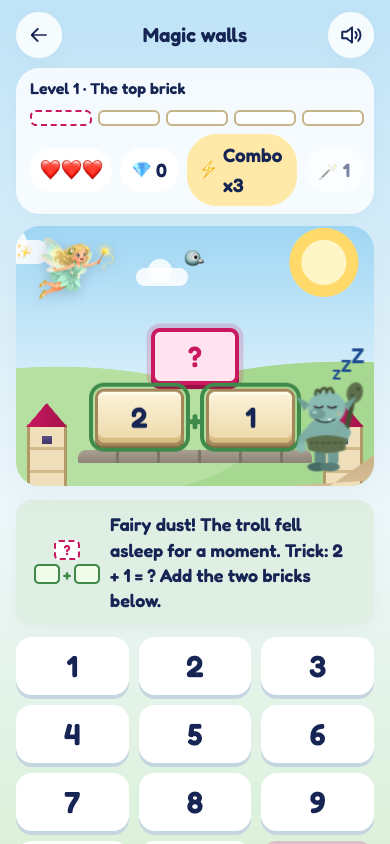 Magic walls
Level 1 · The top brick
0
Combo
x3
1
z z Z
?
2 + 1
Fairy dust! The troll fell
asleep for a moment. Trick: 2
+ 1 = ? Add the two bricks
below.
?
+
1 2 3
4 5 6
7 8 9